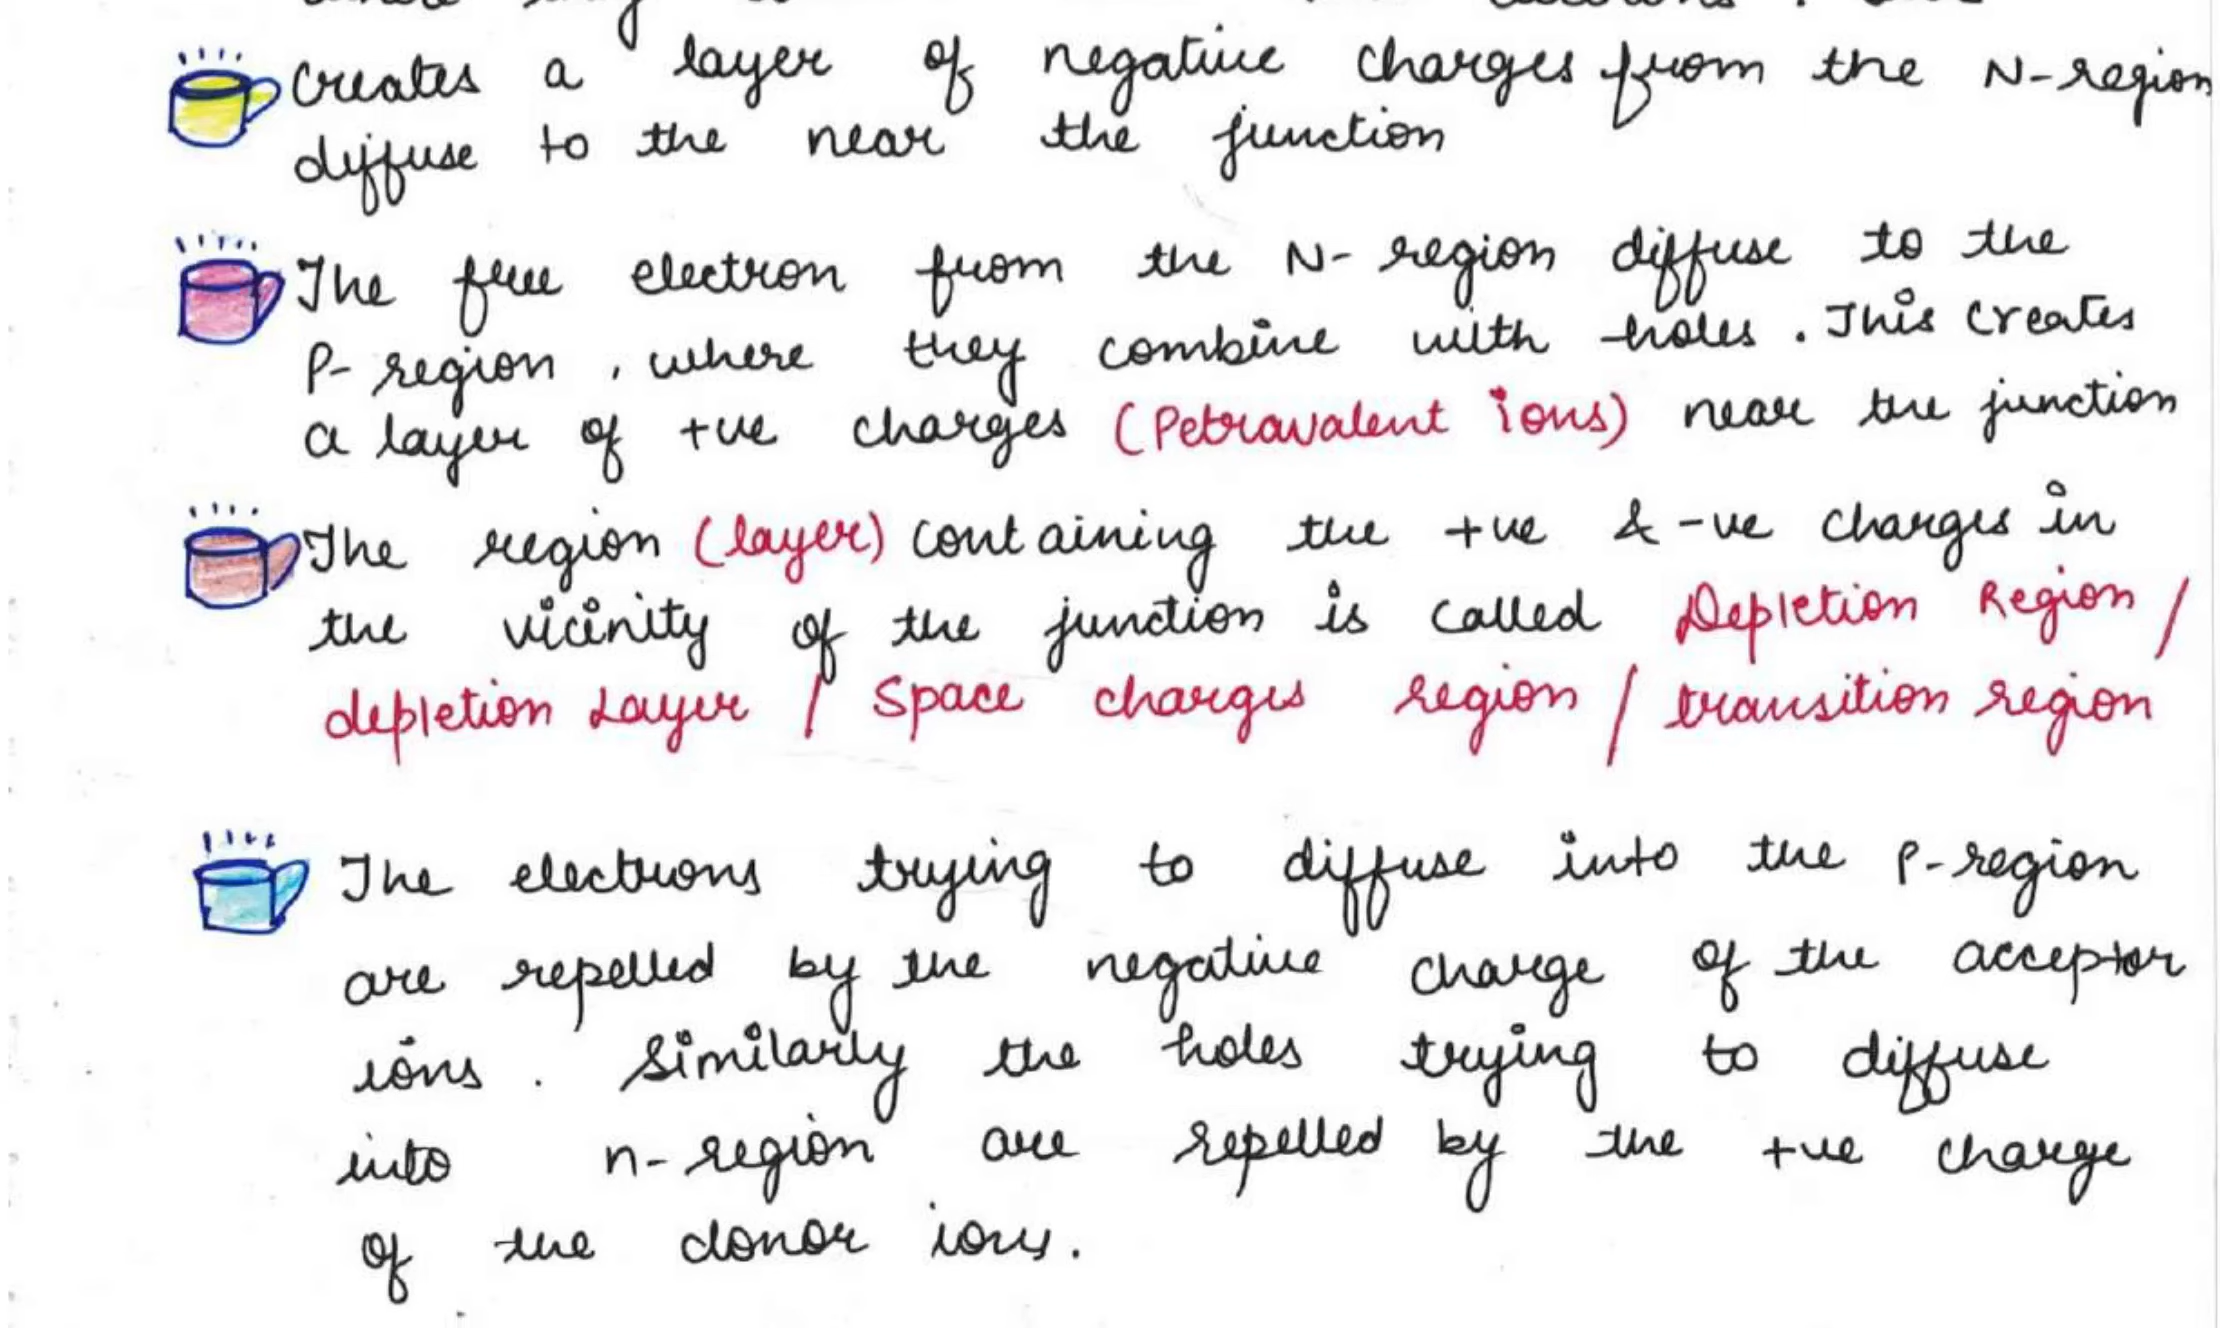 they
creates a layer of negative charges from the N-region
diffuse to the near the junction
The free electron from the N- region diffuse to the
P- region , where they combine with holes . This creates
a layer of +ve charges (Petravalent ions) near the junction
The region (layer) containing the +ve & -ve charges in
the vicinity of the junction is called Depletion Region /
depletion Layer / Space charges region / transition region
The electrons trying to diffuse into the P-region
are repelled by the negative charge of the acceptor
ions . Similarly the holes trying to diffuse
into n- region are repelled by the +ve charge
of the donor ions.